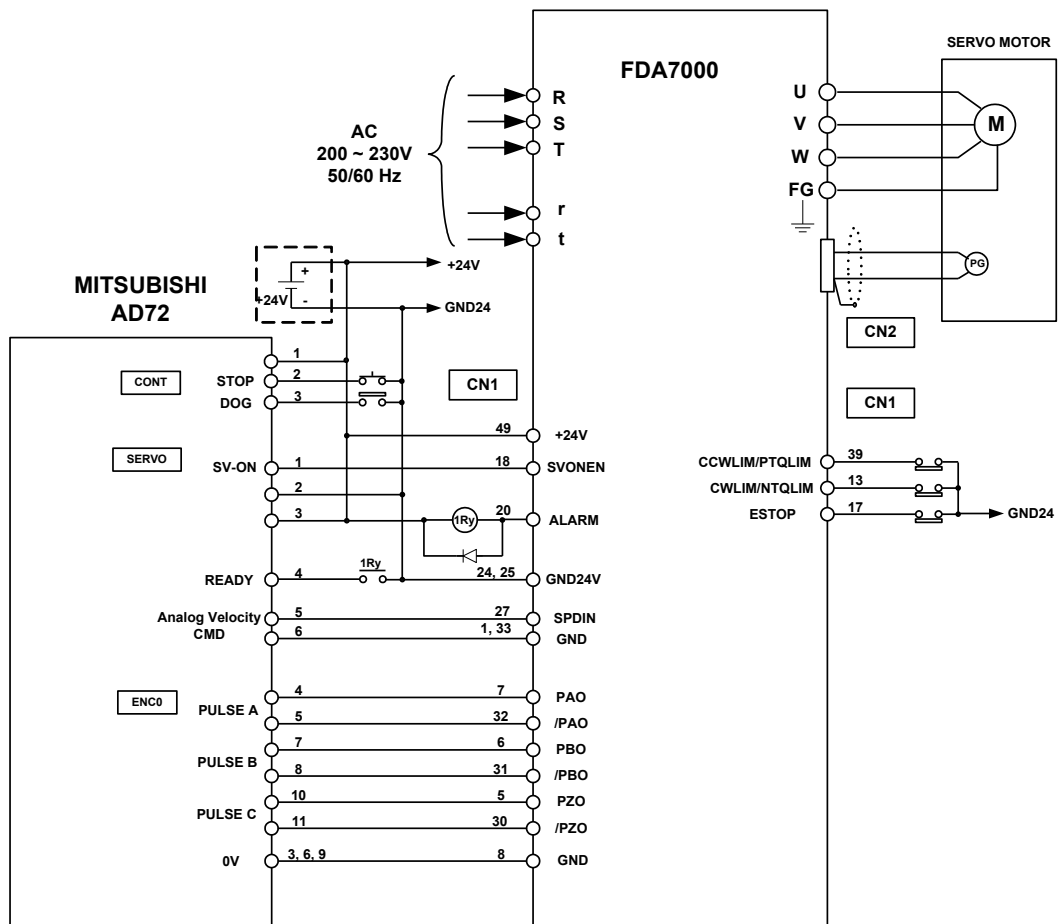 SERVO MOTOR
FDA7000
R
S
T
r
t
AC
200 ~ 230V
50/60 Hz
U
V
W
FG
M
PG
+
+24V
-
+24V
GND24
MITSUBISHI
AD72
CN2
CN1
CN1
CONT
1
STOP 2
DOG 3
49 +24V
SERVO
SV-ON 1 18 SVONEN
2
3 1Ry 20 ALARM
CCWLIM/PTQLIM 39
CWLIM/NTQLIM 13
ESTOP 17 GND24
READY 4 1Ry 24, 25 GND24V
Analog Velocity
CMD
5 27 SPDIN
6 1, 33 GND
ENC0
PULSE A
4 7 PAO
5 32 /PAO
PULSE B
7 6 PBO
8 31 /PBO
PULSE C
10 5 PZO
11 30 /PZO
0V 3, 6, 9 8 GND